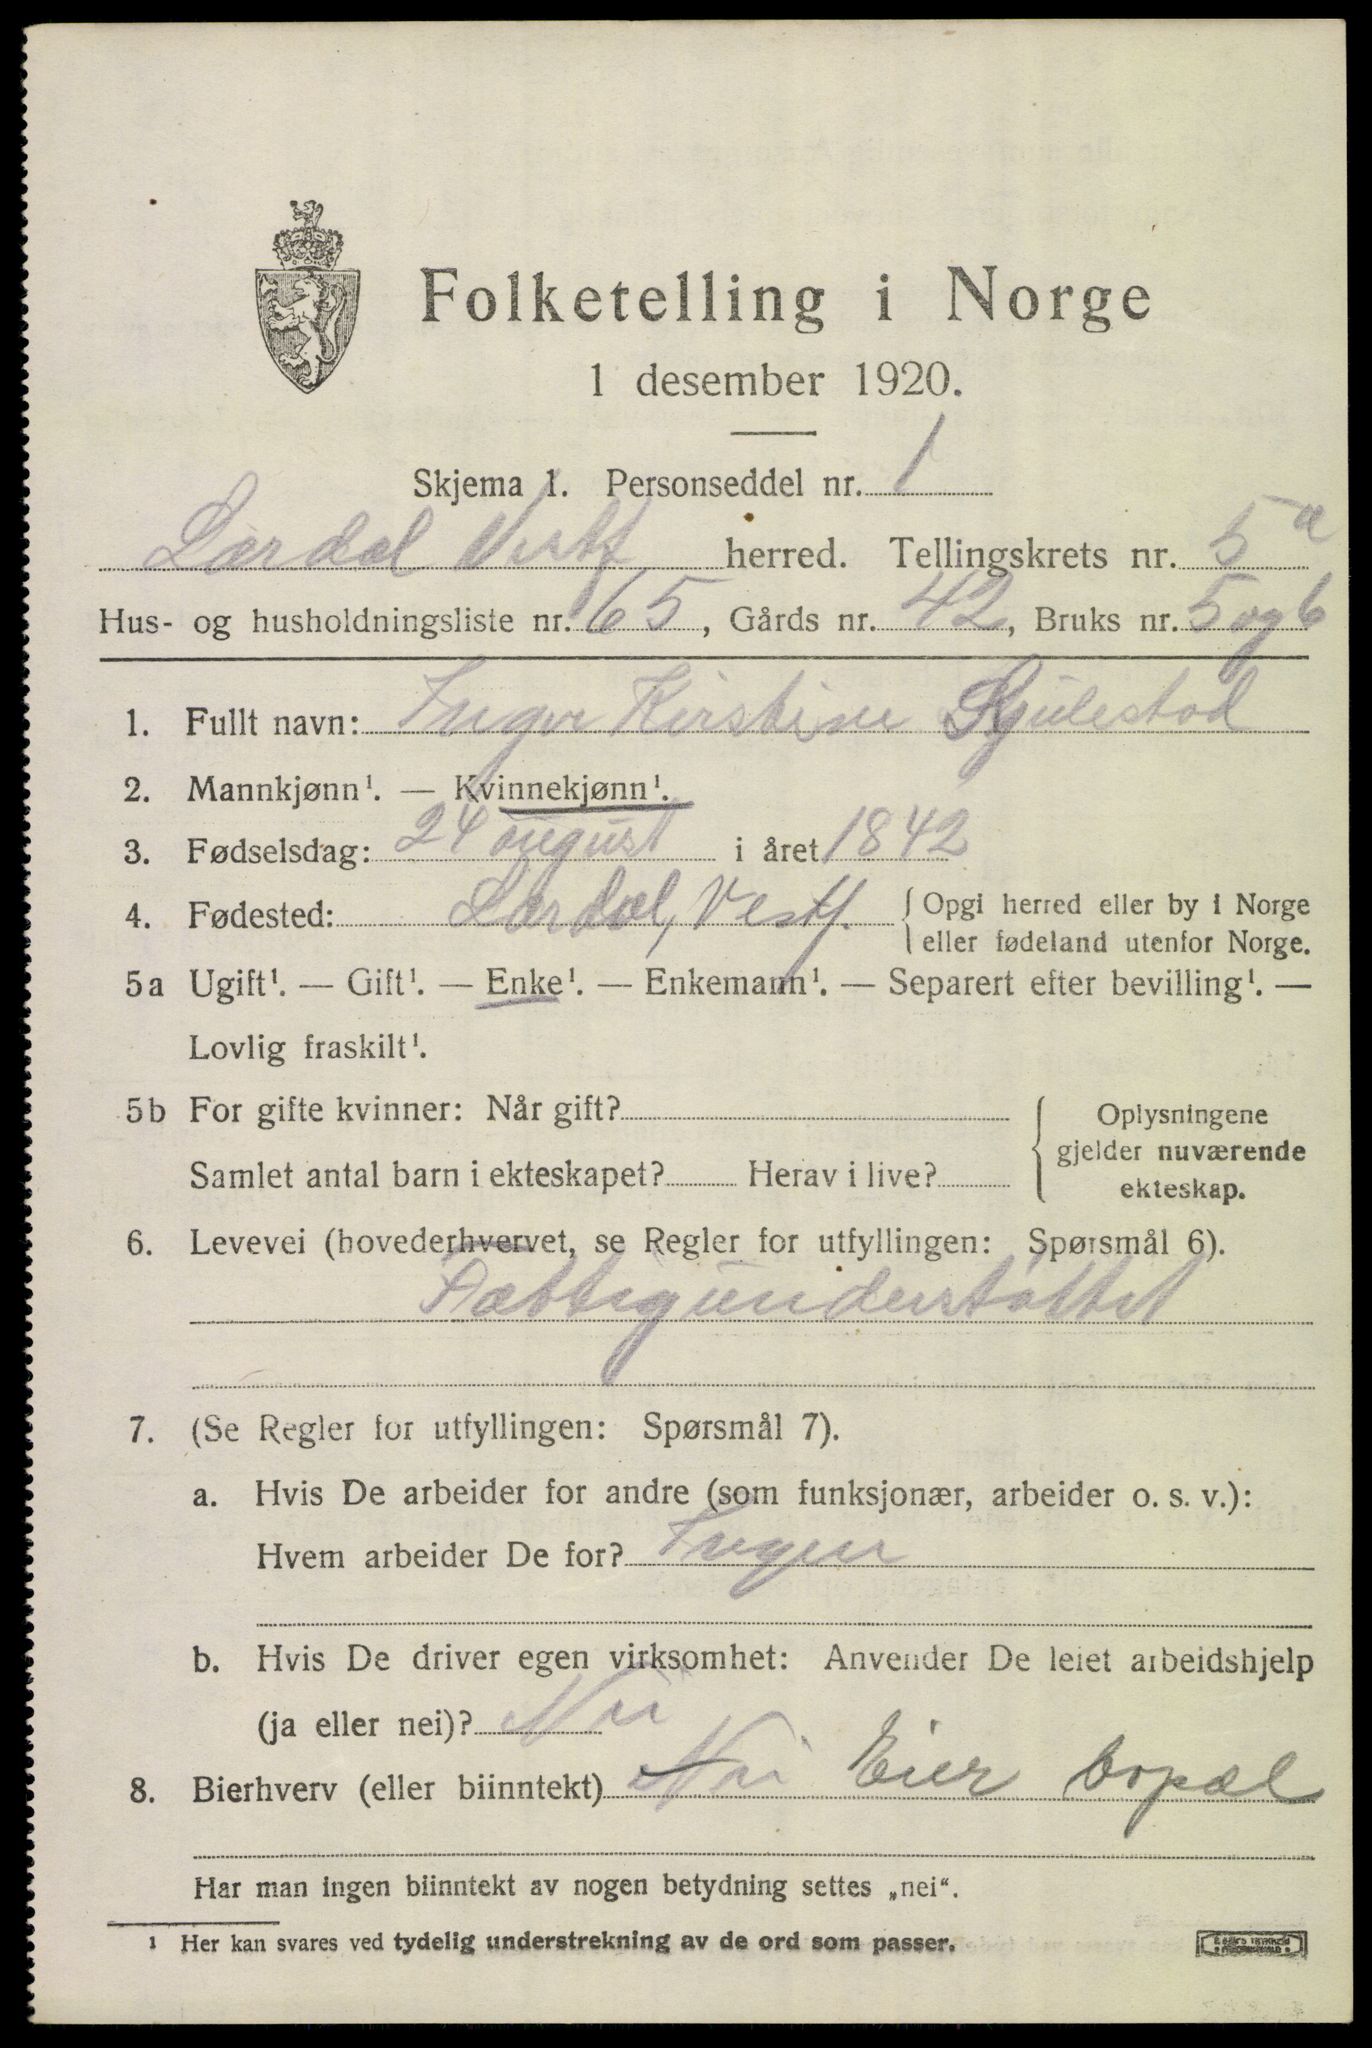 Folketelling i Norge
1 desember 1920.
Skjema 1. Personseddel nr. 1
Lardal Vestf herred. Tellingskrets nr. 5a
Hus- og husholdningsliste nr. 65, Gårds nr. 42, Bruks nr. 5 og 6
1. Fullt navn: Inger Kirstine
2. Mannkjønn¹. — Kvinnekjønn¹.
3. Fødselsdag: 24 august i året 1842
4. Fødested: Lardal, Vestf. { Opgi herred eller by i Norge
eller fødeland utenfor Norge.
5a Ugift¹. — Gift¹. — Enke¹. — Enkemann¹. — Separert efter bevilling¹. —
Lovlig fraskilt¹.
5b For gifte kvinner: Når gift?
Samlet antal barn i ekteskapet? Herav i live?
{ Oplysningene
gjelder nuværende
ekteskap.
6. Levevei (hovederhvervet, se Regler for utfyllingen: Spørsmål 6).
Fattigunderstöttet
7. (Se Regler for utfyllingen: Spørsmål 7).
a. Hvis De arbeider for andre (som funksjonær, arbeider o. s. v.):
Hvem arbeider De for? Ingen
b. Hvis De driver egen virksomhet: Anvender De leiet arbeidshjelp
(ja eller nei)? Nei
8. Bierhverv (eller biinntekt) Nei Eier
Har man ingen biinntekt av nogen betydning settes „nei“.
1 Her kan svares ved tydelig understrekning av de ord som passer.